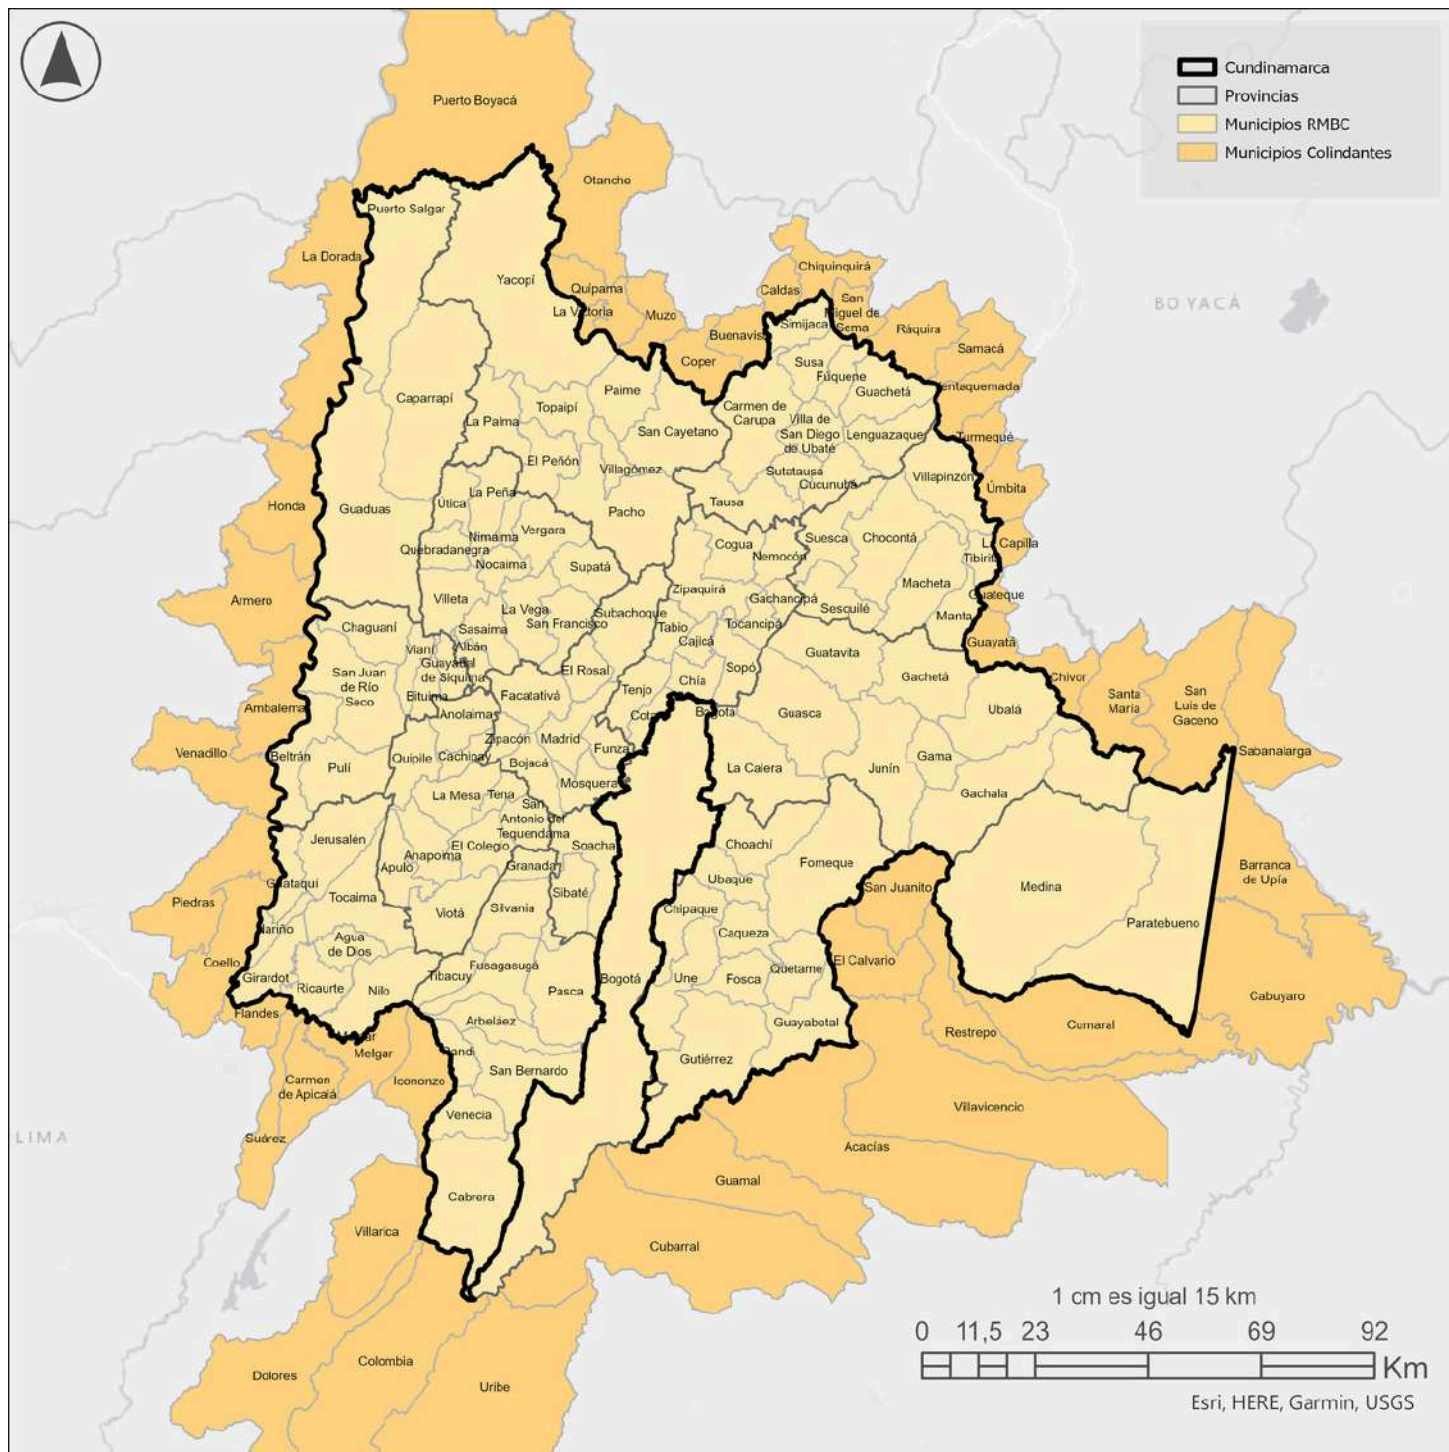 Cundinamarca
Provincias
Municipios RMBC
Municipios Colindantes
Puerto Boyacá
Otanche
Puerto Salgar
La Dorada
Yacopí
Quípama
La Victoria
Muzo
Buenavis
Coper
Caldas
Chiquinquirá
San
Miguel de
Sema
Simijaca
Ráquira
Samacá
BOYACÁ
Susa
Fúquene
Guachetá
entaquemada
Caparrapí
La Palma
Topaipí
Paime
San Cayetano
Carmen de
Carupa
Villa de
San Diego
de Ubaté
Lenguazaque
Turmequé
El Peñón
Villagómez
Sutatausa
Cucunubá
Villapinzón
Úmbita
Honda
Guaduas
Útica
La Peña
Pacho
Tausa
Nimaima
Vergara
Cogua
Nemocón
Suesca
Chocontá
La Capilla
Tibirit
Quebradanegra
Nocaima
Supatá
Zipaquirá
Gachancipá
Macheta
Guateque
Armero
Villeta
La Vega
San Francisco
Subachoque
Tabio
Tocancipá
Sesquilé
Manta
Guayatá
Chaguaní
Sasaima
Albán
Vianí
Guayabal
de Siquima
Cajicá
Sopó
Guatavita
San Juan
de Río
Seco
El Rosal
Tenjo
Chía
Gachetá
Chivor
Santa
María
San
Luis de
Gaceno
Bituima
Facatativá
Ambalema
Anolaima
Cota
Bogotá
Guasca
Ubalá
Venadillo
Beltrán
Pulí
Quipile
Cachipay
Zipacón
Madrid
Funza
Bojacá
Mosquera
La Calera
Junín
Gama
Sabanalarga
La Mesa
Tena
San
Antonio del
Tequendama
Gachala
Jerusalén
Apulo
Anapoima
El Colegio
Granada
Soacha
Choachí
Fomeque
Barranca
de Upía
Guataquí
Tocaima
Viotá
Silvania
Sibaté
Ubaque
San Juanito
Medina
Piedras
Nariño
Chipaque
Caqueza
Paratebueno
Agua
de Dios
Coello
Girardot
Ricaurte
Nilo
Tibacuy
Fusagasugá
Pasca
Bogotá
Une
Fosca
Quetame
El Calvario
Cabuyaro
Flandes
Arbeláez
Guayabetal
Restrepo
Cumaral
Melgar
Pandi
San Bernardo
Gutiérrez
Carmen
de Apicalá
Icononzo
Venecia
Villavicencio
LIMA
Suárez
Acacías
Guamal
Cabrera
Villarica
Cubarral
Dolores
Colombia
Uribe
1 cm es igual 15 km
0 11,5 23 46 69 92
Km
Esri, HERE, Garmin, USGS